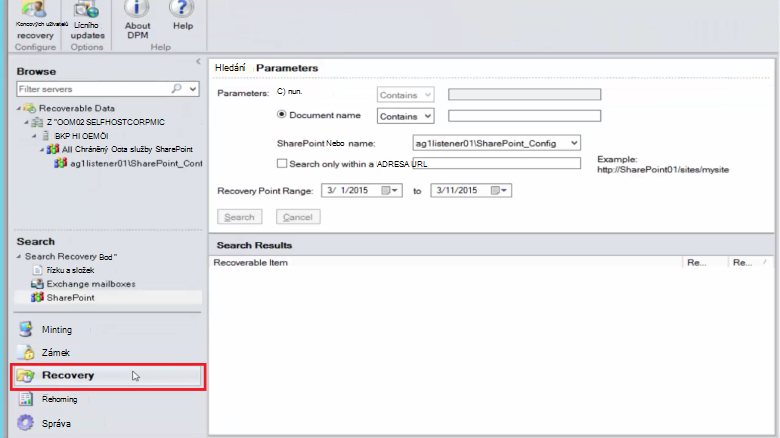 Koncových uživatelů
recovery
Lícního
updates
About
DPM
Help
Configure
Options
Help
Browse
Filter servers
Recoverable Data
Z "OOM02 SELFHOSTCORPMIC
BKP HI OEMÓI
All Chráněný Oota služby SharePoint
ag1listener01\SharePoint_Conf
Search
Search Recovery Bod "
řízku a složek
Exchange mailboxes
SharePoint
Minting
Zámek
Recovery
Rehoming
Správa
Hledání Parameters
Parameters: C) nun. Contains
Document name Contains
SharePoint Nebo name: ag1listener01\SharePoint_Config
Search only within a ADRESA URL
Example:
http://SharePoint01/sites/mysite
Recovery Point Range: 3/ 1/2015 to 3/11/2015
Search Cancel
Search Results
Recoverable Item Re... Re...